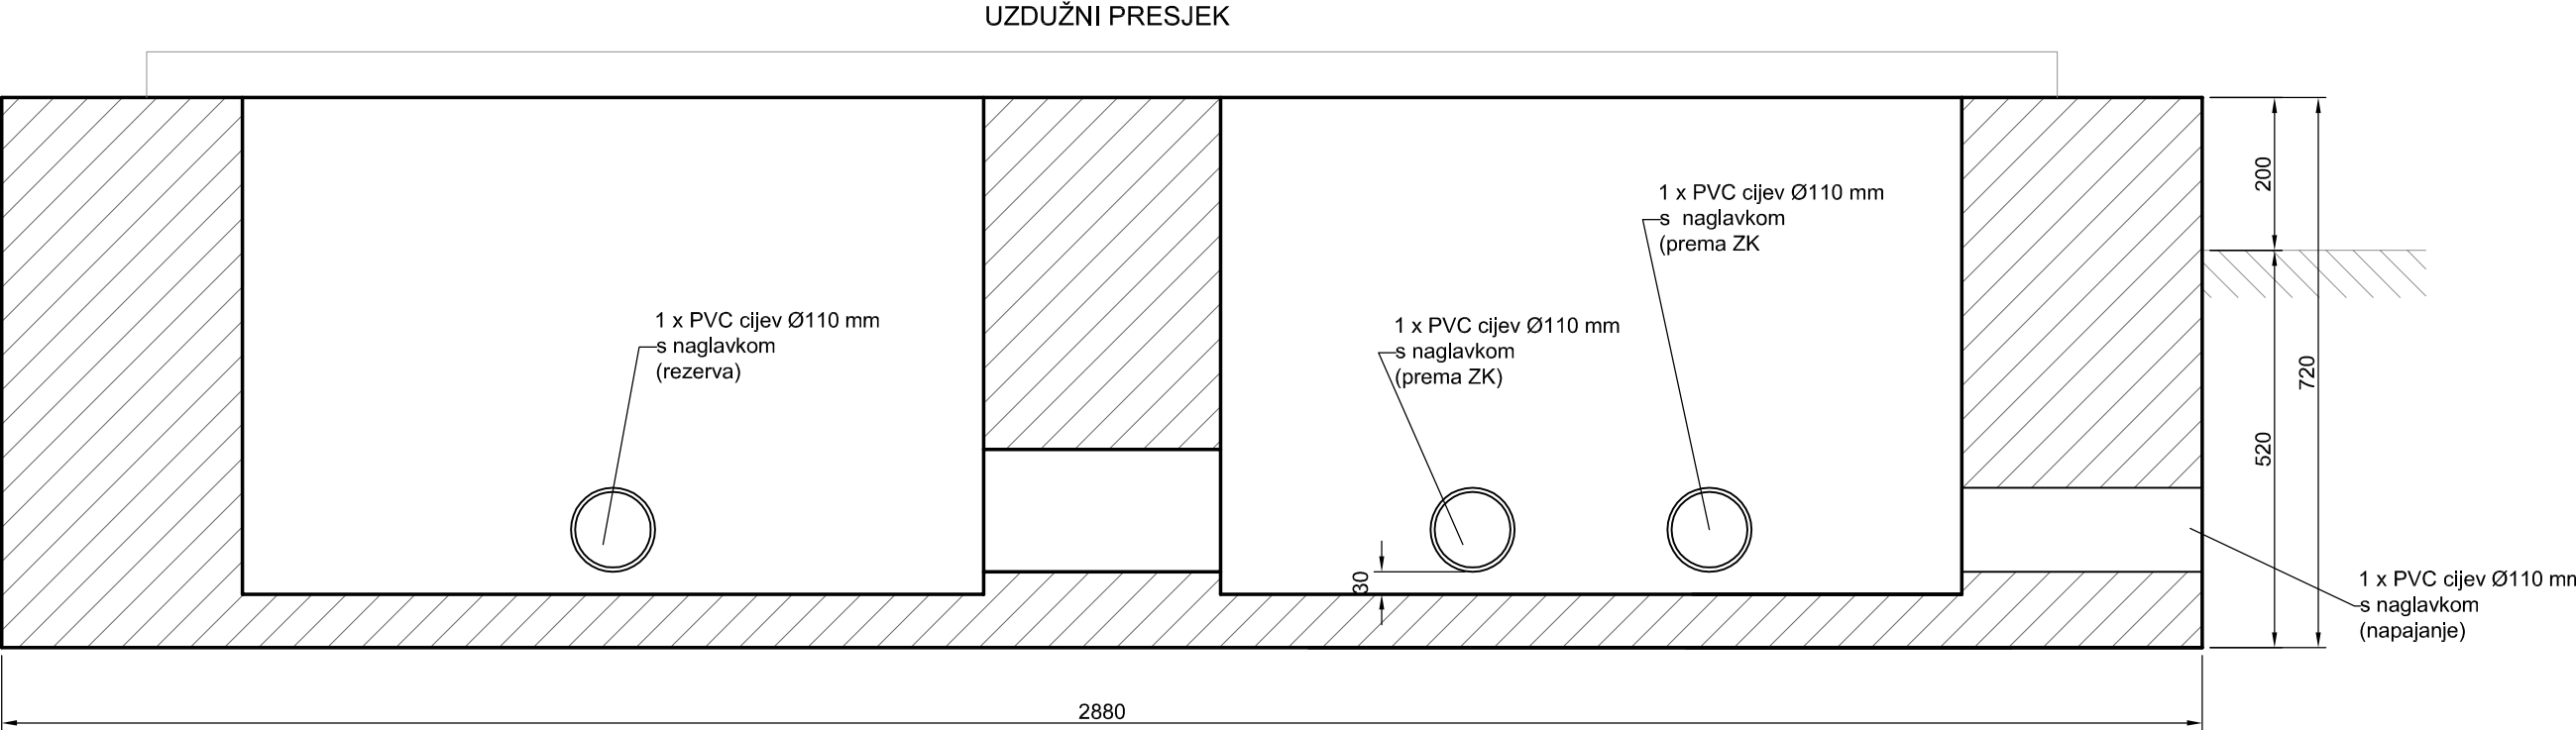 UZDUŽNI PRESJEK
1 x PVC cijev Ø110 mm
s naglavkom
(rezerva)
1 x PVC cijev Ø110 mm
s naglavkom
(prema ZK)
1 x PVC cijev Ø110 mm
s naglavkom
(prema ZK
200
720
520
30
1 x PVC cijev Ø110 mm
s naglavkom
(napajanje)
2880